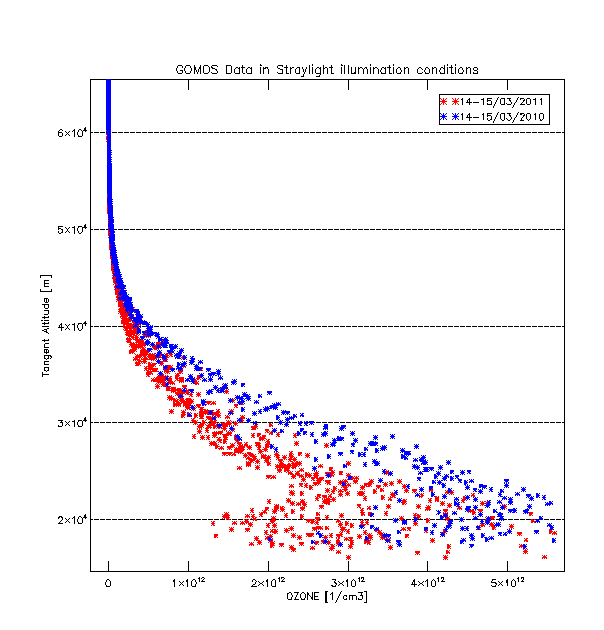 GOMOS Data in Straylight illumination conditions
14-15/03/2011
14-15/03/2010
6×10⁴
5×10⁴
4×10⁴
3×10⁴
2×10⁴
Tangent Altitude [m]
0 1×10¹² 2×10¹² 3×10¹² 4×10¹² 5×10¹²
OZONE [1/cm3]